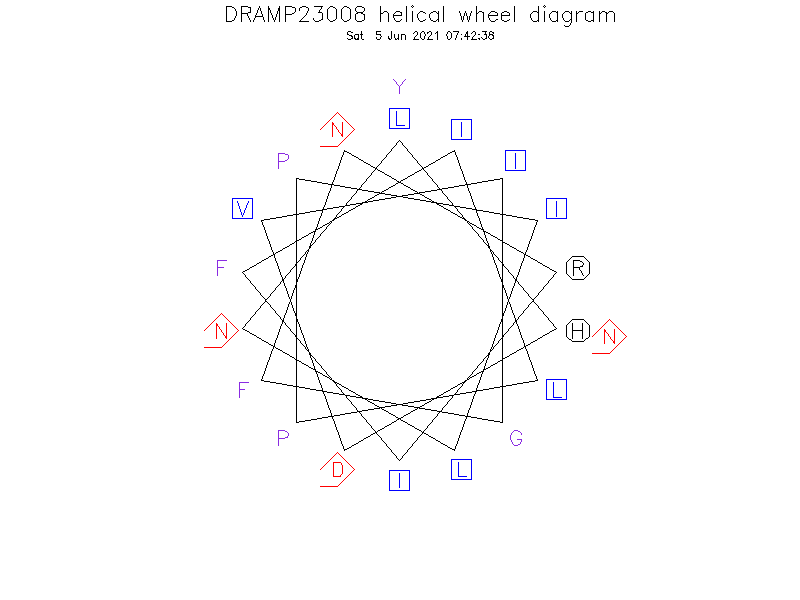 DRAMP23008 helical wheel diagram
Sat 5 Jun 2021 07:42:38
Y
N L I
P I
V I
F R
N H N
F L
P G
D I L